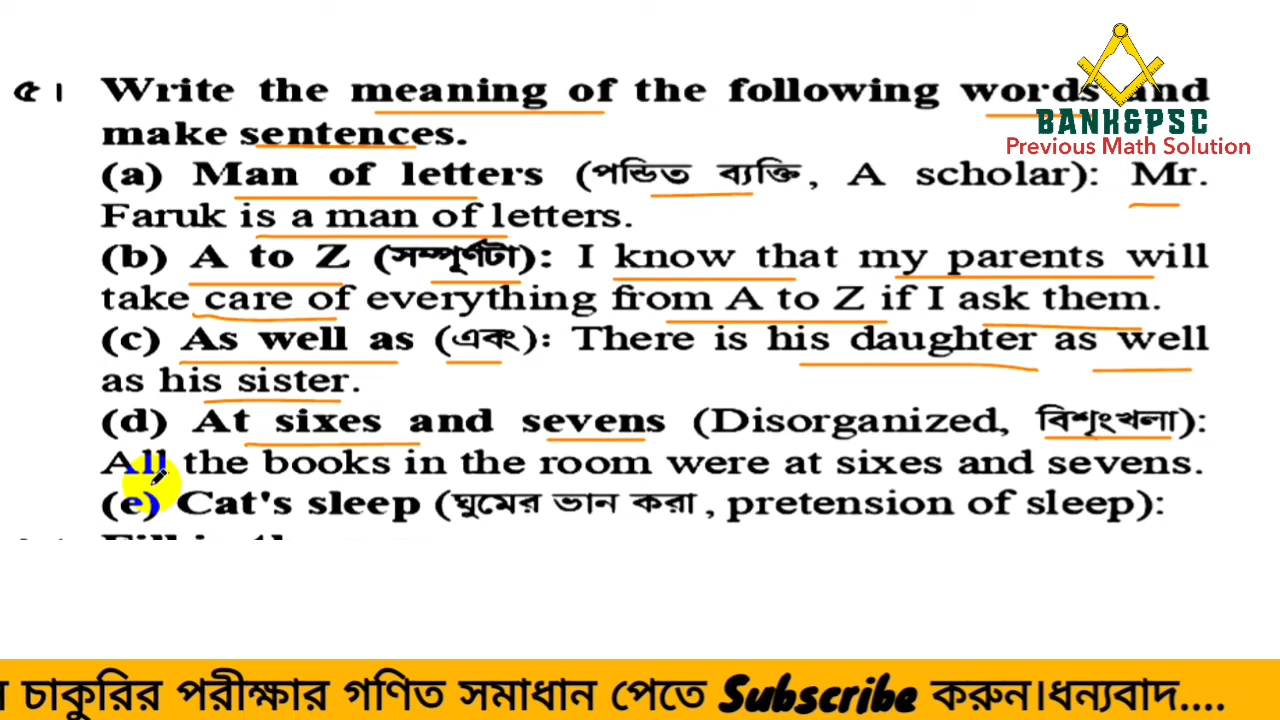 BANK&PSC
Previous Math Solution
৫। Write the meaning of the following words and
make sentences.
(a) Man of letters (পন্ডিত ব্যক্তি, A scholar): Mr.
Faruk is a man of letters.
(b) A to Z (সম্পূর্ণটা): I know that my parents will
take care of everything from A to Z if I ask them.
(c) As well as (এবং): There is his daughter as well
as his sister.
(d) At sixes and sevens (Disorganized, বিশৃংখলা):
All the books in the room were at sixes and sevens.
(e) Cat's sleep (ঘুমের ভান করা, pretension of sleep):
চাকুরির পরীক্ষার গণিত সমাধান পেতে Subscribe করুন।ধন্যবাদ....